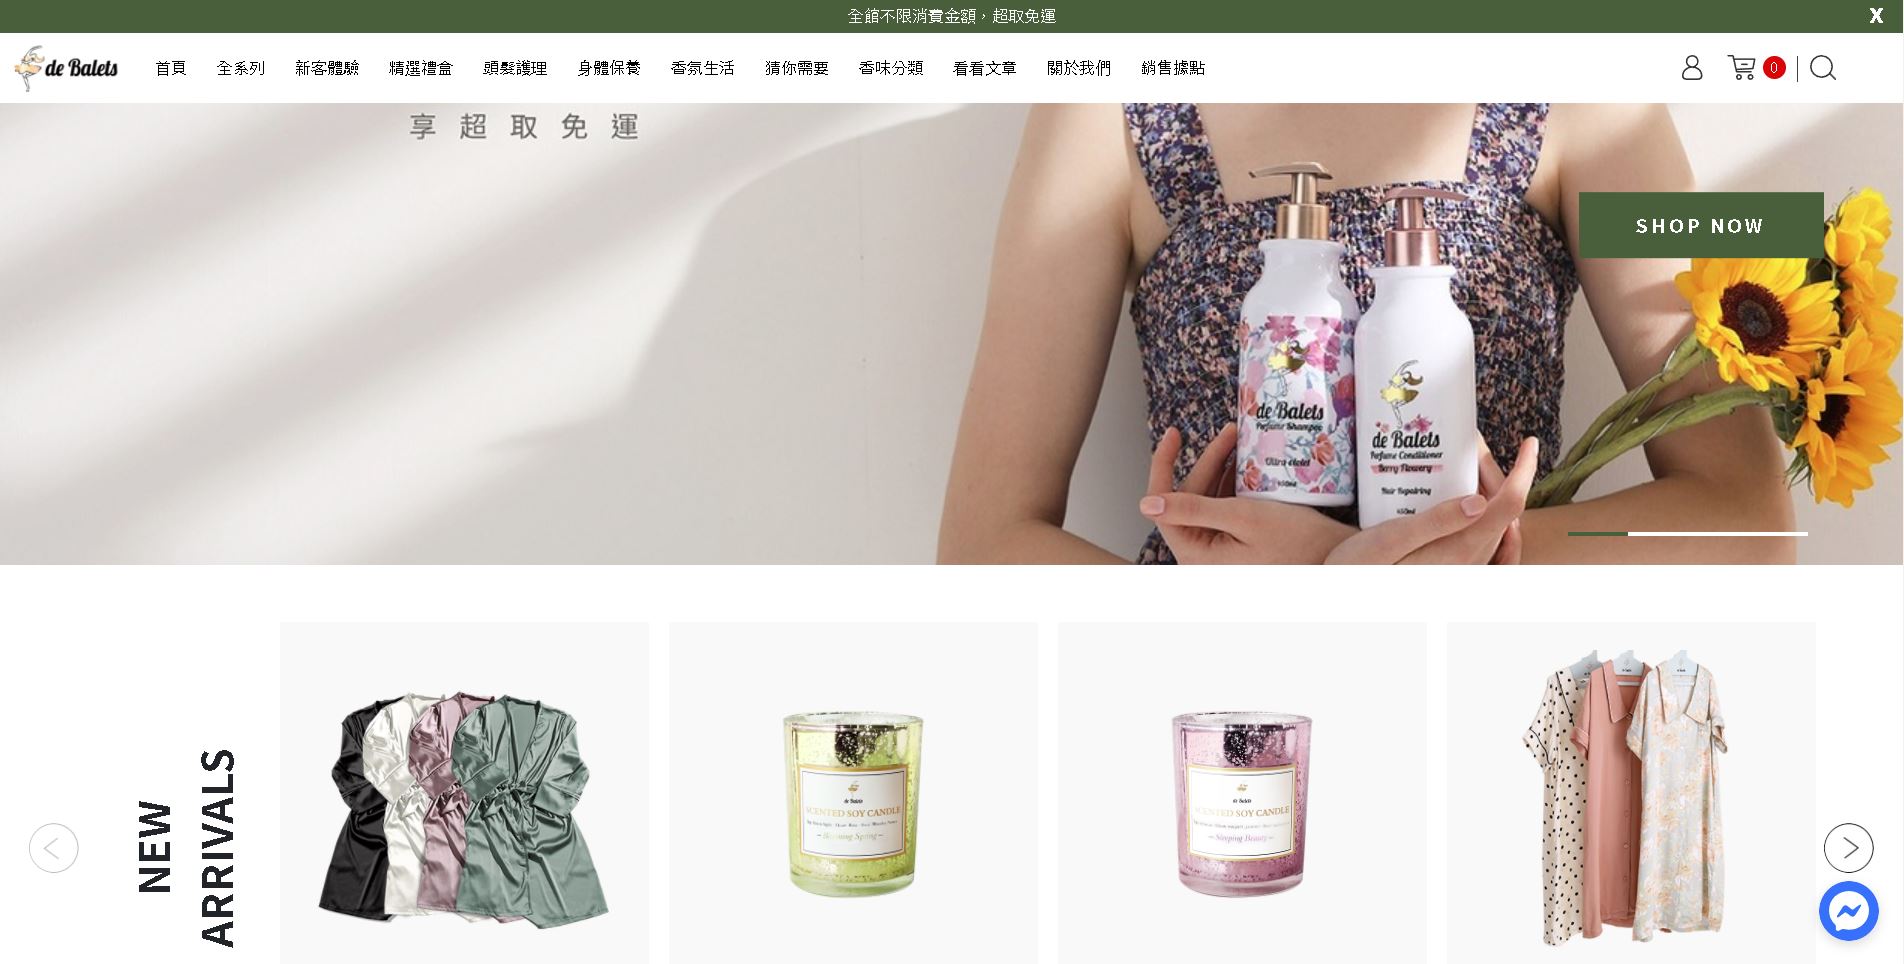 全館不限消費金額，超取免運
X
de Balets
首頁
全系列
新客體驗
精選禮盒
頭髮護理
身體保養
香氛生活
猜你需要
香味分類
看看文章
關於我們
銷售據點
0
享超取免運
SHOP NOW
de Balets
Perfume Shampoo
Ultra-violet
450ml
de Balets
Perfume Conditioner
Berry Flowery
Hair Repairing
450ml
NEW
ARRIVALS
de Balets
SCENTED SOY CANDLE
Blooming Spring
de Balets
SCENTED SOY CANDLE
Sleeping Beauty